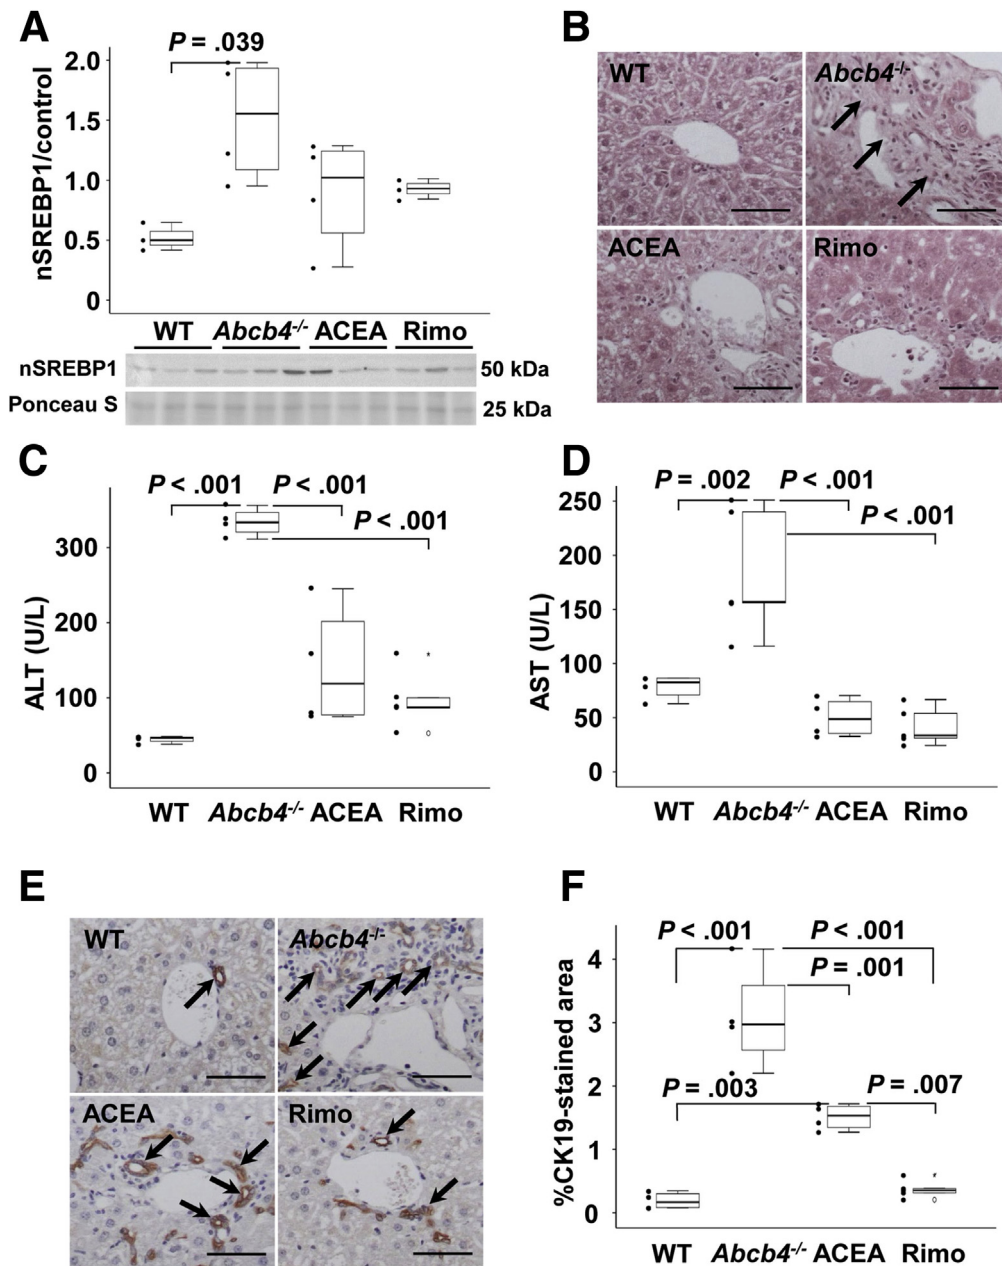 A
P = .039
nSREBP1/control
2.0
1.5
1.0
0.5
0
WT Abcb4-/- ACEA Rimo
nSREBP1 50 kDa
Ponceau S 25 kDa
B
WT Abcb4-/-
ACEA Rimo
C
P < .001 P < .001
P < .001
ALT (U/L)
300
200
100
0
WT Abcb4-/- ACEA Rimo
D
P = .002 P < .001
P < .001
AST (U/L)
250
200
150
100
50
0
WT Abcb4-/- ACEA Rimo
E
WT Abcb4-/-
ACEA Rimo
F
P < .001 P < .001
P = .001
P = .003 P = .007
%CK19-stained area
4
3
2
1
0
WT Abcb4-/- ACEA Rimo